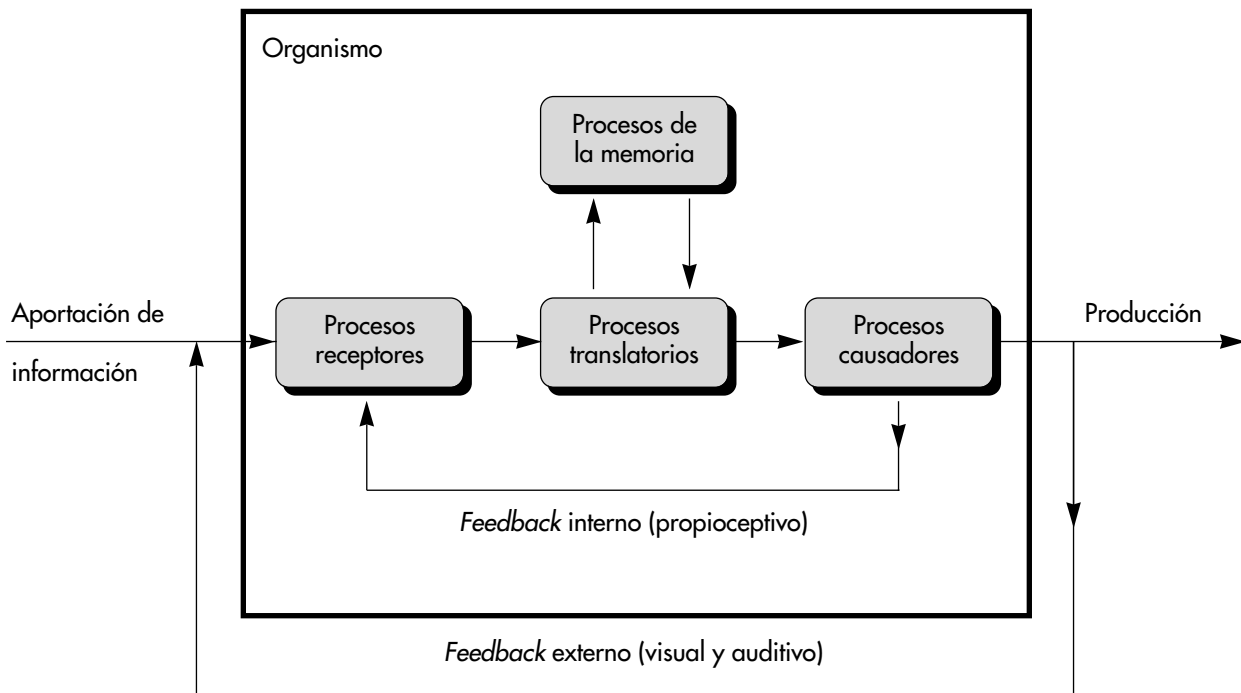 Organismo
Procesos de
la memoria
Aportación de
información
Procesos
receptores
Procesos
translatorios
Procesos
causadores
Producción
Feedback interno (propioceptivo)
Feedback externo (visual y auditivo)